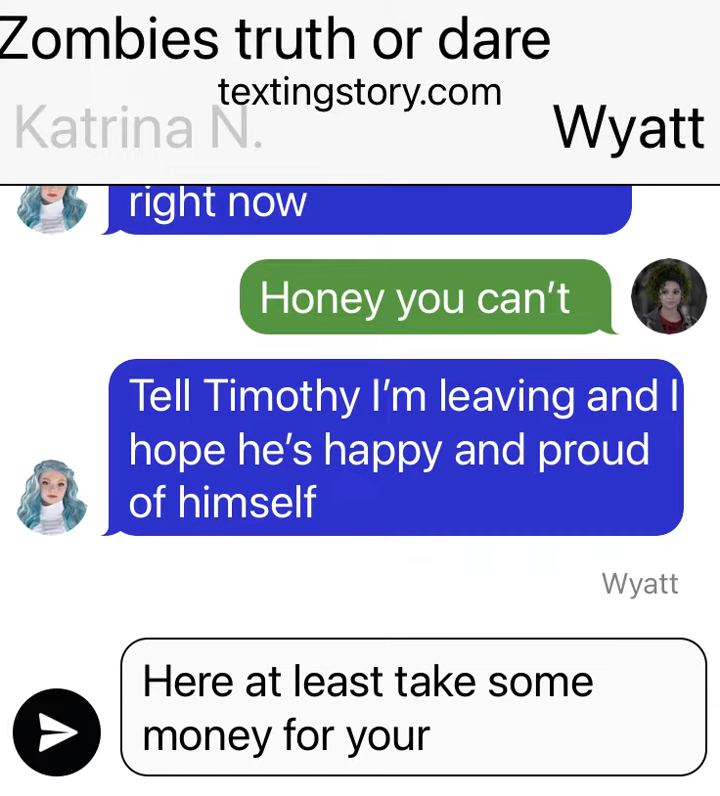 Zombies truth or dare
textingstory.com
Katrina N.
Wyatt
right now
Honey you can't
Tell Timothy I'm leaving and I
hope he's happy and proud
of himself
Wyatt
Here at least take some
money for your